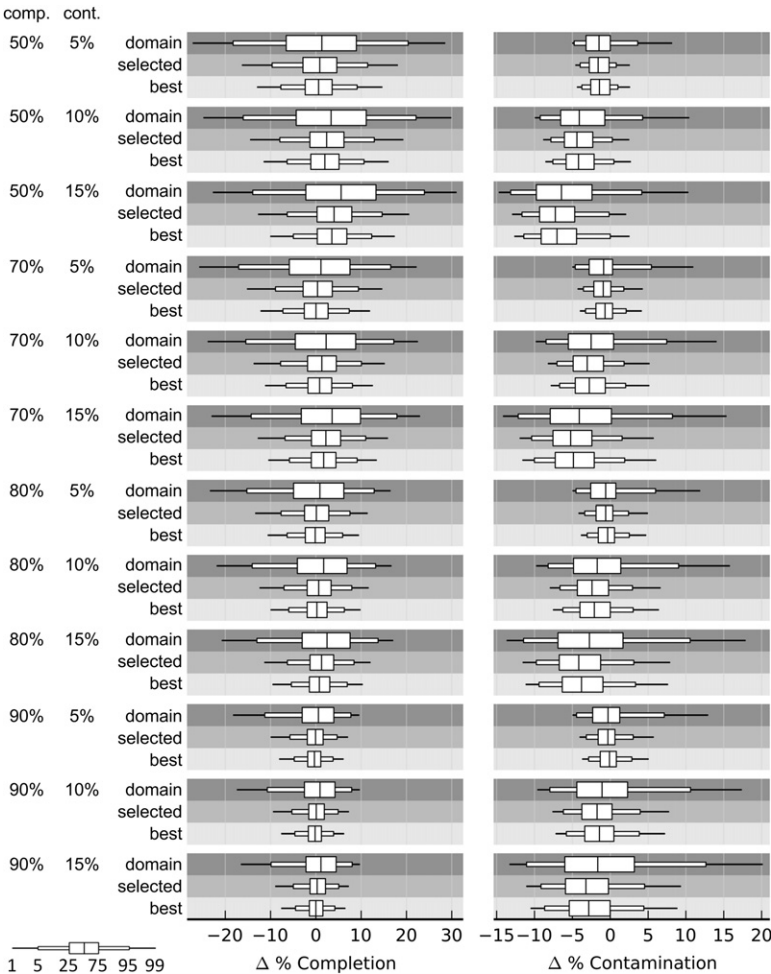 comp. cont.
50% 5% domain
selected
best
50% 10% domain
selected
best
50% 15% domain
selected
best
70% 5% domain
selected
best
70% 10% domain
selected
best
70% 15% domain
selected
best
80% 5% domain
selected
best
80% 10% domain
selected
best
80% 15% domain
selected
best
90% 5% domain
selected
best
90% 10% domain
selected
best
90% 15% domain
selected
best
−20 −10 0 10 20 30 −15 −10 −5 0 5 10 15 20
1 5 25 75 95 99 Δ % Completion Δ % Contamination